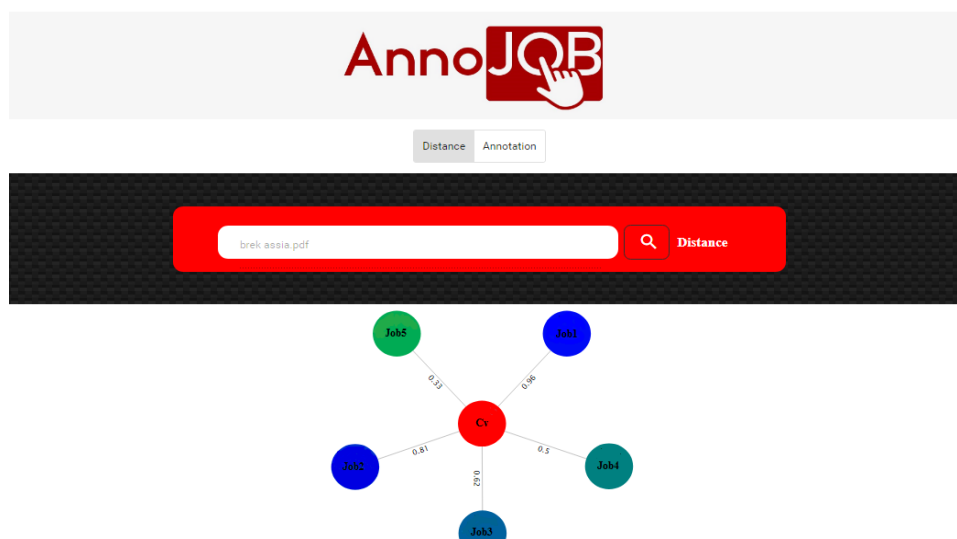 AnnoJOB
Distance Annotation
brek assia.pdf Distance
Job5 Job1
0.33 0.96
Cv
0.81 0.5
Job2 Job4
0.62
Job3